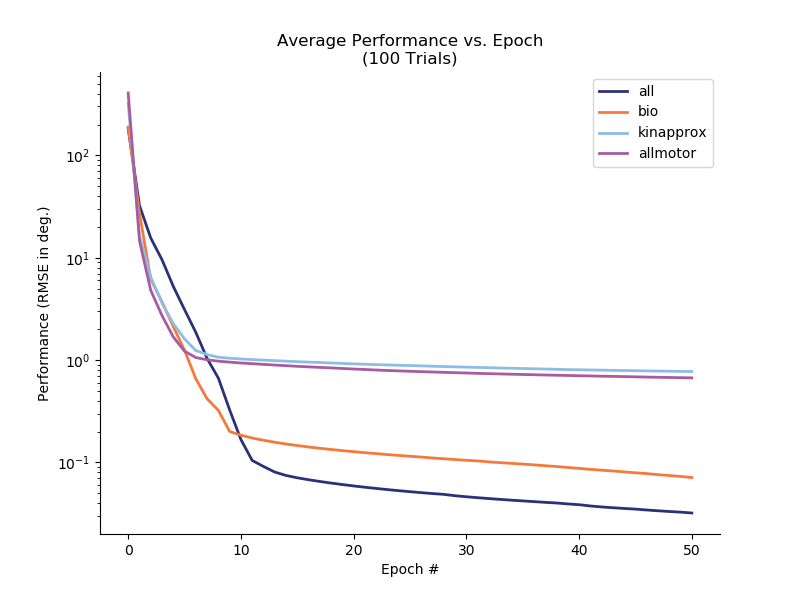 Average Performance vs. Epoch
(100 Trials)
all
bio
kinapprox
allmotor
Performance (RMSE in deg.)
10²
10¹
10⁰
10⁻¹
0 10 20 30 40 50
Epoch #